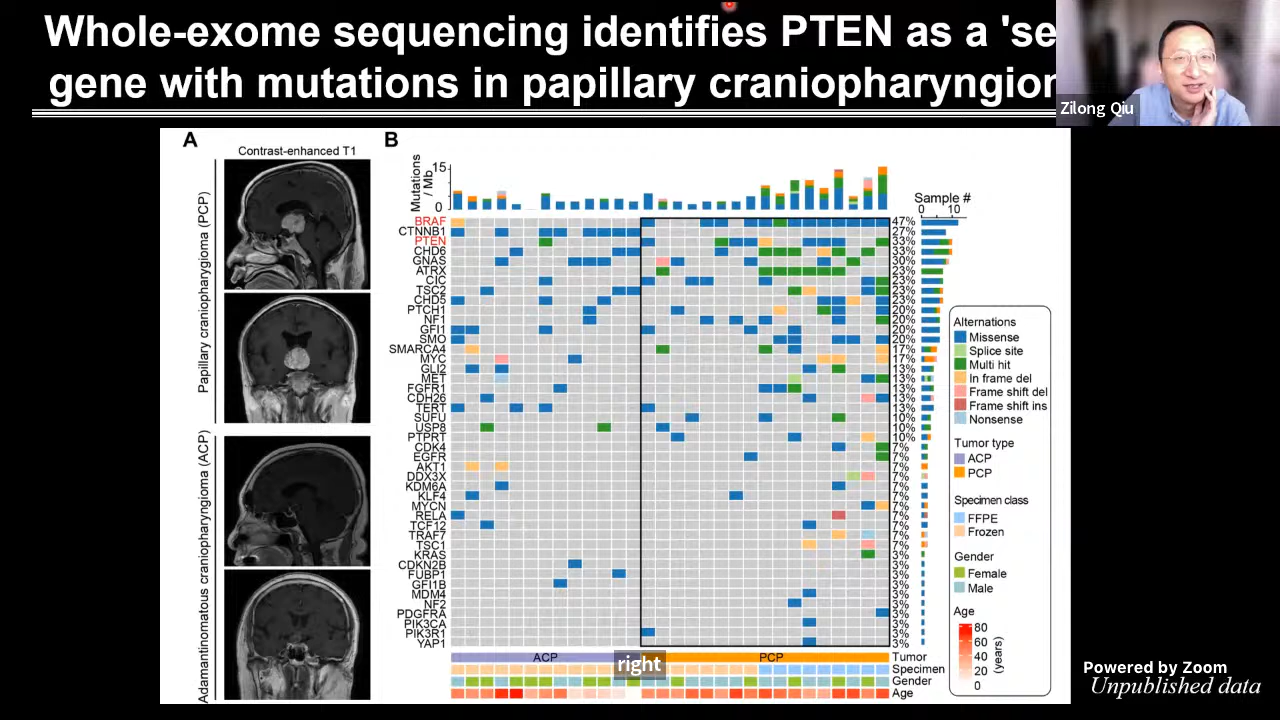 Whole-exome sequencing identifies PTEN as a 'se
gene with mutations in papillary craniopharyngion
Zilong Qiu
A
Contrast-enhanced T1
Papillary craniopharyngioma (PCP)
Adamantinomatous craniopharyngioma (ACP)
B
Mutations / Mb
15
0
Sample #
0 10
BRAF 47%
CTNNB1 27%
PTEN 33%
CHD6 33%
GNAS 30%
ATRX 23%
CIC 23%
TSC2 23%
CHD5 23%
PTCH1 20%
NF1 20%
GFI1 20%
SMO 20%
SMARCA4 17%
MYC 17%
GLI2 13%
MET 13%
FGFR1 13%
CDH26 13%
TERT 13%
SUFU 10%
USP8 10%
PTPRT 10%
CDK4 7%
EGFR 7%
AKT1 7%
DDX3X 7%
KDM6A 7%
KLF4 7%
MYCN 7%
RELA 7%
TCF12 7%
TRAF7 7%
TSC1 7%
KRAS 3%
CDKN2B 3%
FUBP1 3%
GFI1B 3%
MDM4 3%
NF2 3%
PDGFRA 3%
PIK3CA 3%
PIK3R1 3%
YAP1 3%
ACP PCP Tumor
Specimen
Gender
Age
right
Alternations
Missense
Splice site
Multi hit
In frame del
Frame shift del
Frame shift ins
Nonsense
Tumor type
ACP
PCP
Specimen class
FFPE
Frozen
Gender
Female
Male
Age
80
60
40
20
0
(years)
Powered by Zoom
Unpublished data